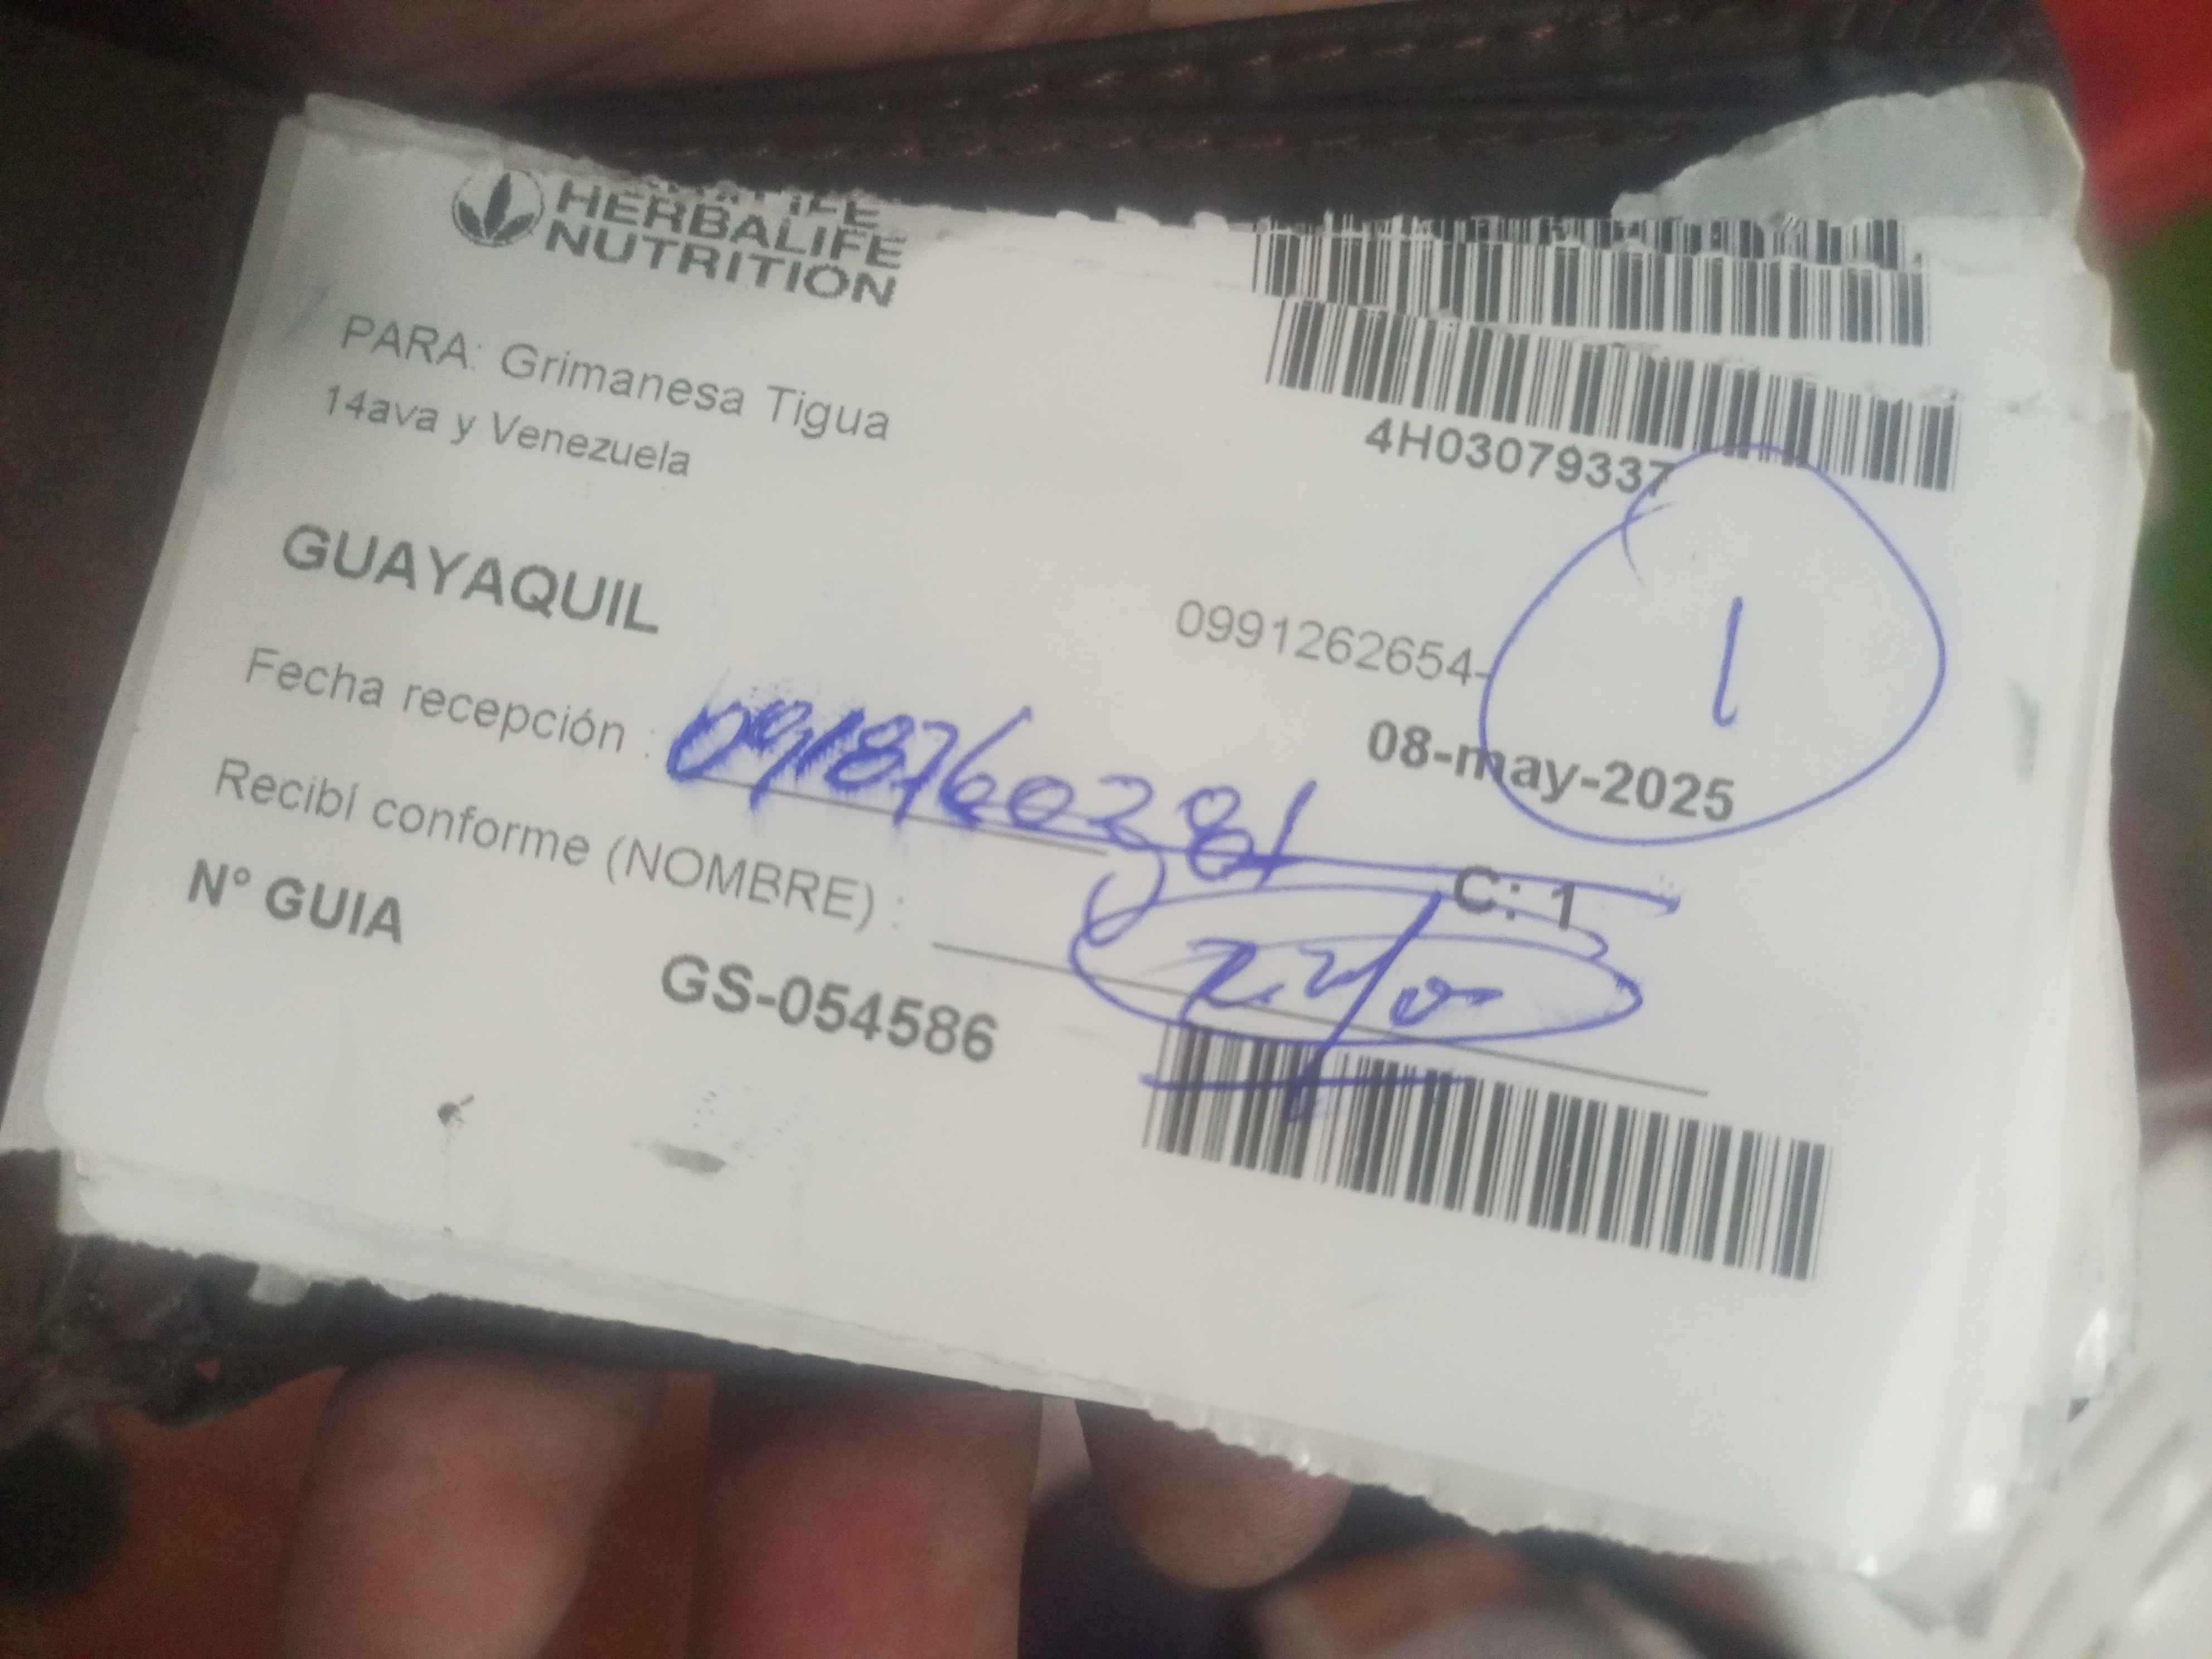 HERBALIFE
NUTRITION
PARA: Grimanesa Tigua
14ava y Venezuela
4H03079337
1
GUAYAQUIL
0991262654-
08-may-2025
Fecha recepción : 0918760281
Recibí conforme (NOMBRE) :
C: 1
N° GUIA
GS-054586